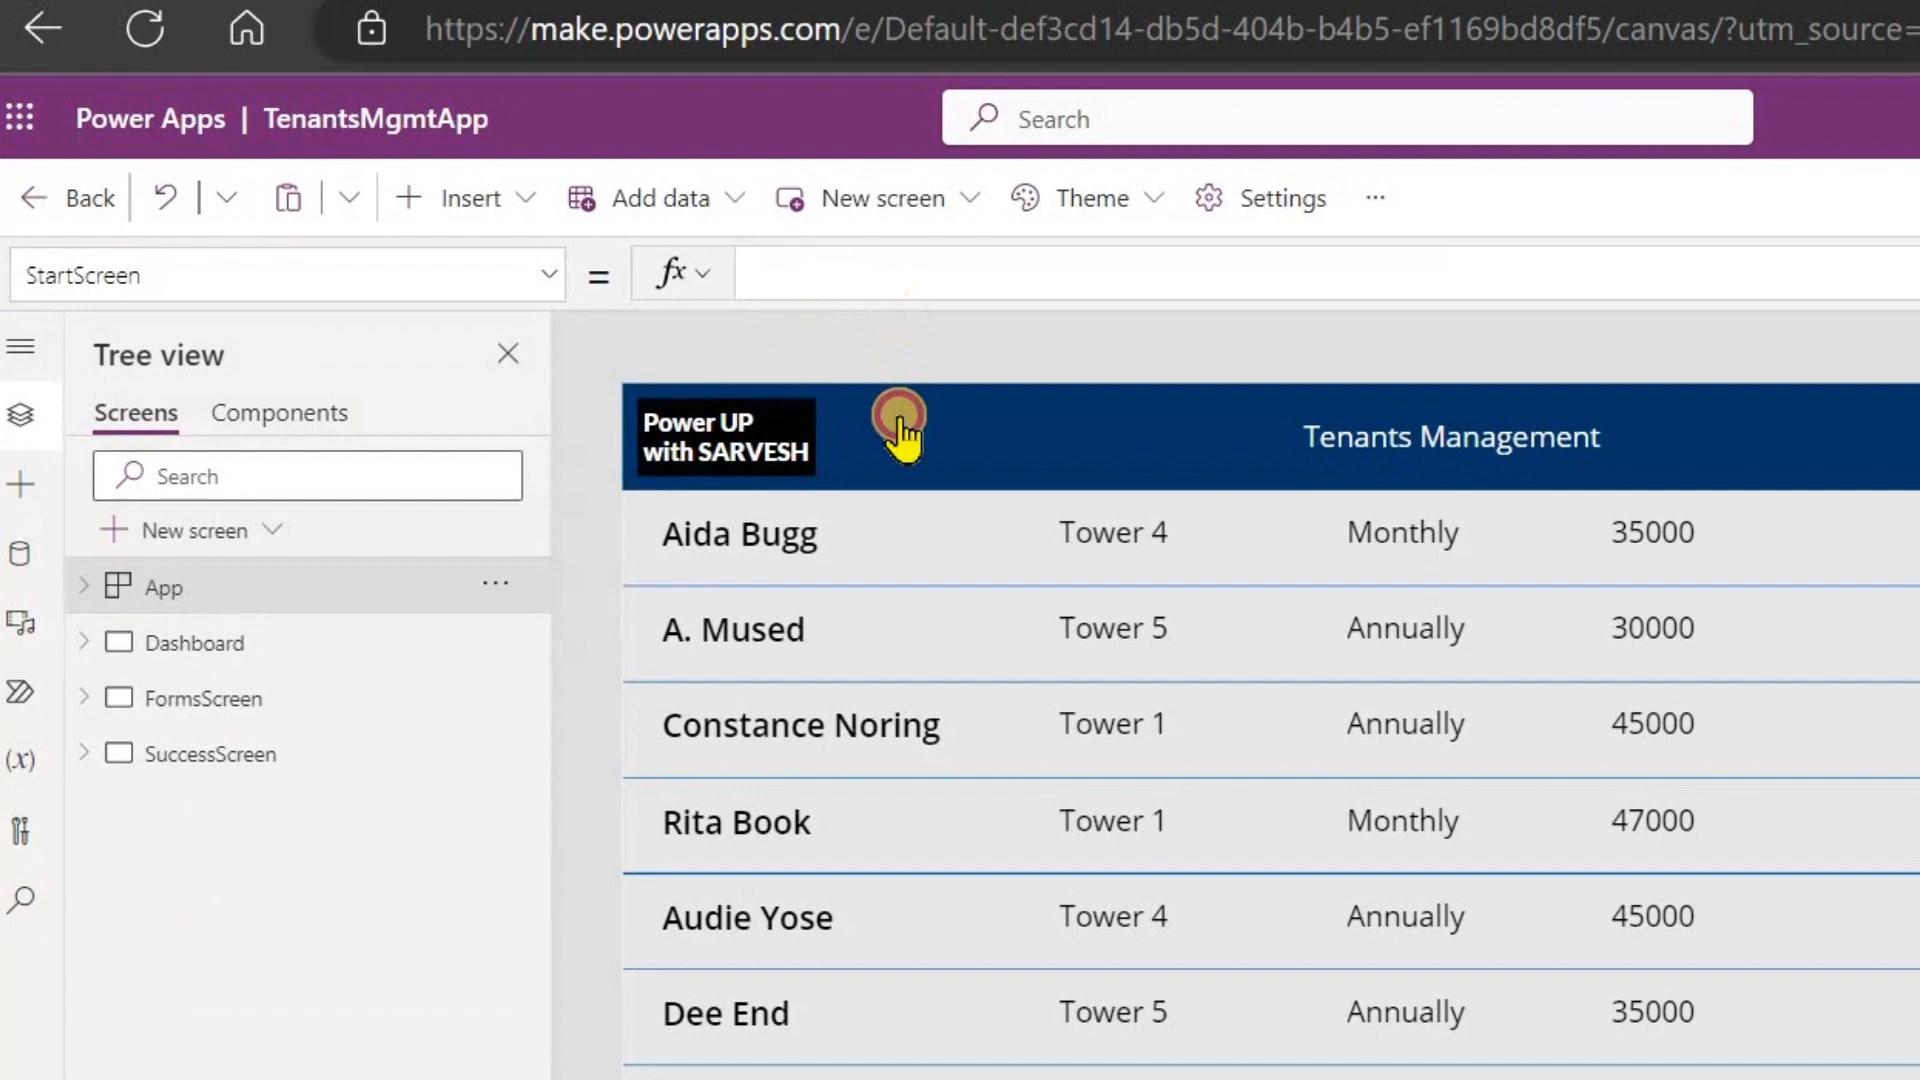 https://make.powerapps.com/e/Default-def3cd14-db5d-404b-b4b5-ef1169bd8df5/canvas/?utm_source=
Power Apps | TenantsMgmtApp
Search
Back
Insert
Add data
New screen
Theme
Settings
...
StartScreen
=
fx
Tree view
Screens
Components
Search
New screen
App
...
Dashboard
FormsScreen
SuccessScreen
(x)
Power UP
with SARVESH
Tenants Management
Aida Bugg Tower 4 Monthly 35000
A. Mused Tower 5 Annually 30000
Constance Noring Tower 1 Annually 45000
Rita Book Tower 1 Monthly 47000
Audie Yose Tower 4 Annually 45000
Dee End Tower 5 Annually 35000